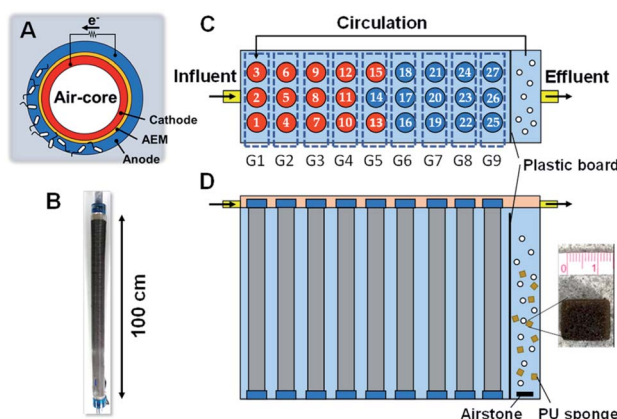 A
e⁻
Air-core
Cathode
AEM
Anode
B
100 cm
C
Circulation
Influent
Effluent
3 6 9 12 15 18 21 24 27
2 5 8 11 14 17 20 23 26
1 4 7 10 13 16 19 22 25
G1 G2 G3 G4 G5 G6 G7 G8 G9
Plastic board
D
0 1
Airstone
PU sponge